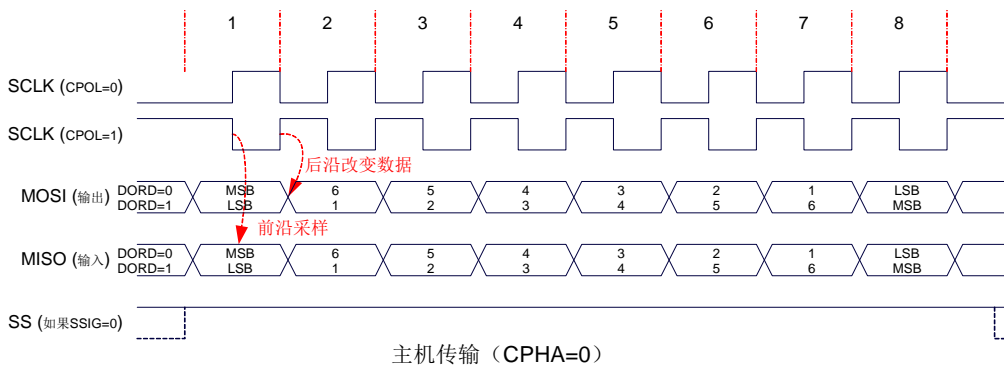 1 2 3 4 5 6 7 8
SCLK (CPOL=0)
SCLK (CPOL=1)
后沿改变数据
MOSI (输出) DORD=0 MSB 6 5 4 3 2 1 LSB
DORD=1 LSB 1 2 3 4 5 6 MSB
前沿采样
MISO (输入) DORD=0 MSB 6 5 4 3 2 1 LSB
DORD=1 LSB 1 2 3 4 5 6 MSB
SS (如果SSIG=0)
主机传输（CPHA=0）